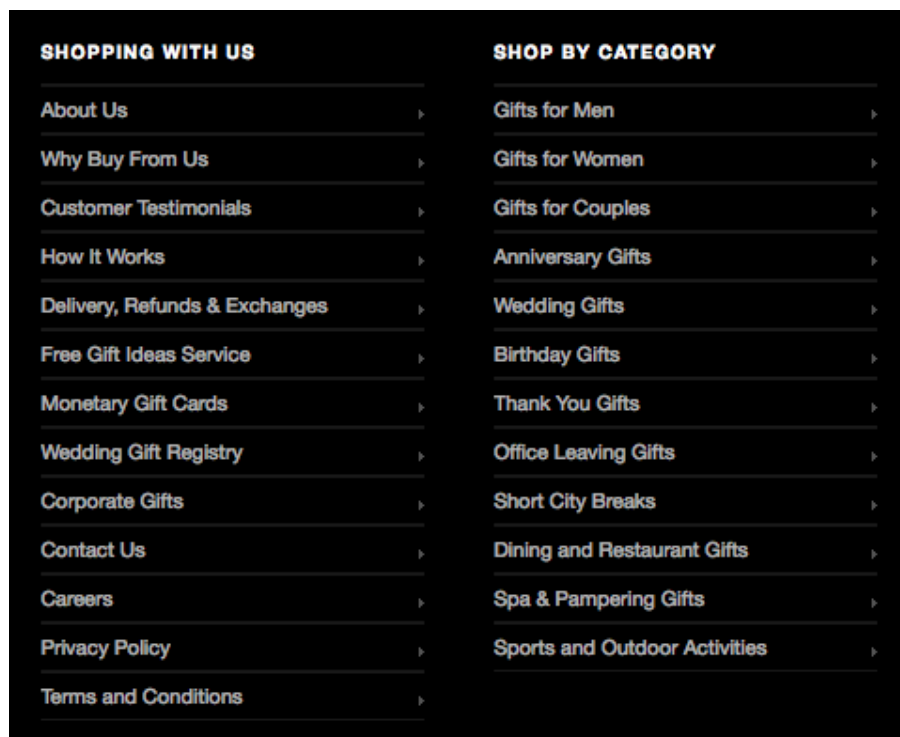 SHOPPING WITH US
About Us
Why Buy From Us
Customer Testimonials
How It Works
Delivery, Refunds & Exchanges
Free Gift Ideas Service
Monetary Gift Cards
Wedding Gift Registry
Corporate Gifts
Contact Us
Careers
Privacy Policy
Terms and Conditions
SHOP BY CATEGORY
Gifts for Men
Gifts for Women
Gifts for Couples
Anniversary Gifts
Wedding Gifts
Birthday Gifts
Thank You Gifts
Office Leaving Gifts
Short City Breaks
Dining and Restaurant Gifts
Spa & Pampering Gifts
Sports and Outdoor Activities